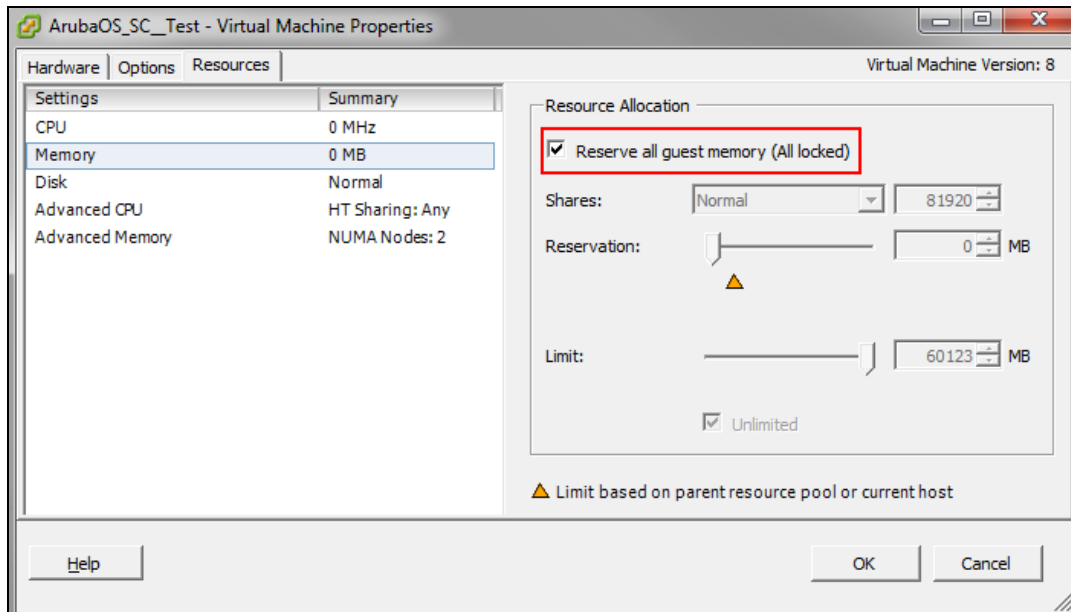 ArubaOS_SC__Test - Virtual Machine Properties
Hardware Options Resources Virtual Machine Version: 8
Settings Summary
CPU 0 MHz
Memory 0 MB
Disk Normal
Advanced CPU HT Sharing: Any
Advanced Memory NUMA Nodes: 2
Resource Allocation
Reserve all guest memory (All locked)
Shares: Normal 81920
Reservation: 0 MB
Limit: 60123 MB
Unlimited
Limit based on parent resource pool or current host
Help OK Cancel